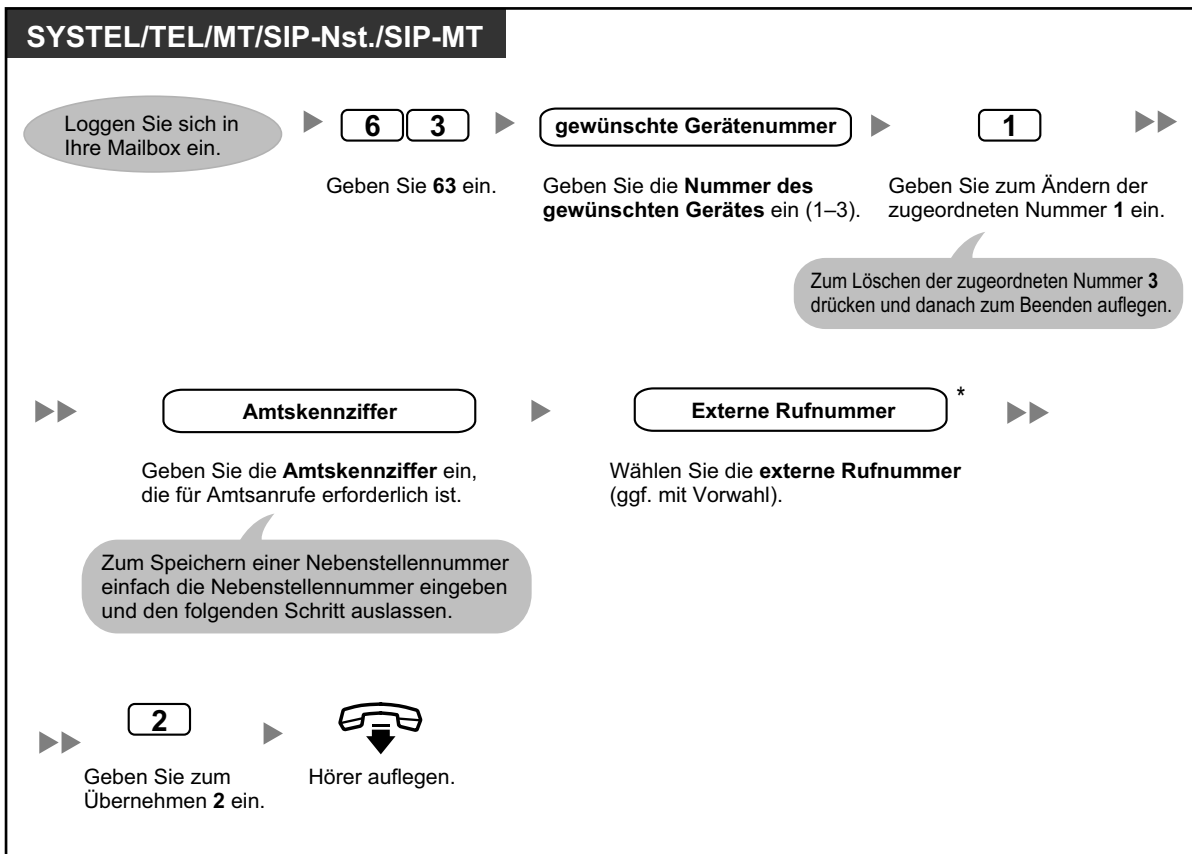 SYSTEL/TEL/MT/SIP-Nst./SIP-MT
Loggen Sie sich in
Ihre Mailbox ein.
6 3
gewünschte Gerätenummer
1
Geben Sie 63 ein.
Geben Sie die Nummer des
gewünschten Gerätes ein (1–3).
Geben Sie zum Ändern der
zugeordneten Nummer 1 ein.
Zum Löschen der zugeordneten Nummer 3
drücken und danach zum Beenden auflegen.
Amtskennziffer
Externe Rufnummer *
Geben Sie die Amtskennziffer ein,
die für Amtsanrufe erforderlich ist.
Wählen Sie die externe Rufnummer
(ggf. mit Vorwahl).
Zum Speichern einer Nebenstellennummer
einfach die Nebenstellennummer eingeben
und den folgenden Schritt auslassen.
2
Geben Sie zum
Übernehmen 2 ein.
Hörer auflegen.